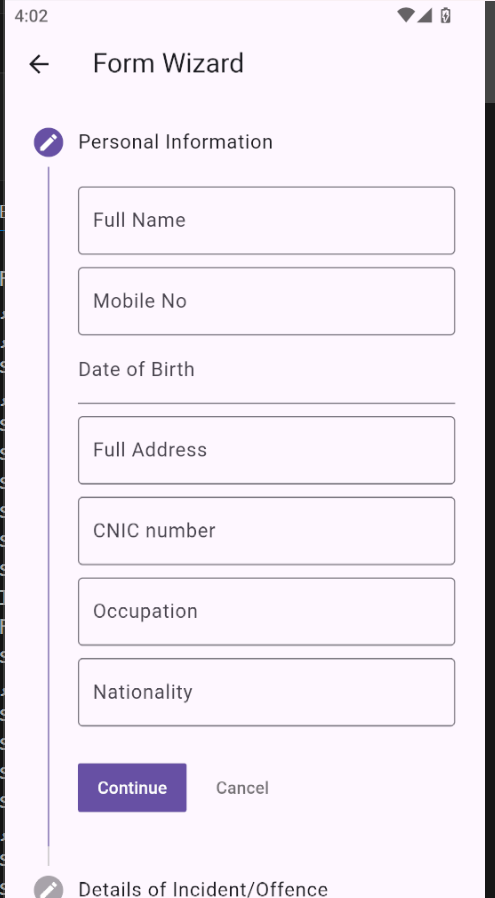 4:02
Form Wizard
Personal Information
Full Name
Mobile No
Date of Birth
Full Address
CNIC number
Occupation
Nationality
Continue Cancel
Details of Incident/Offence